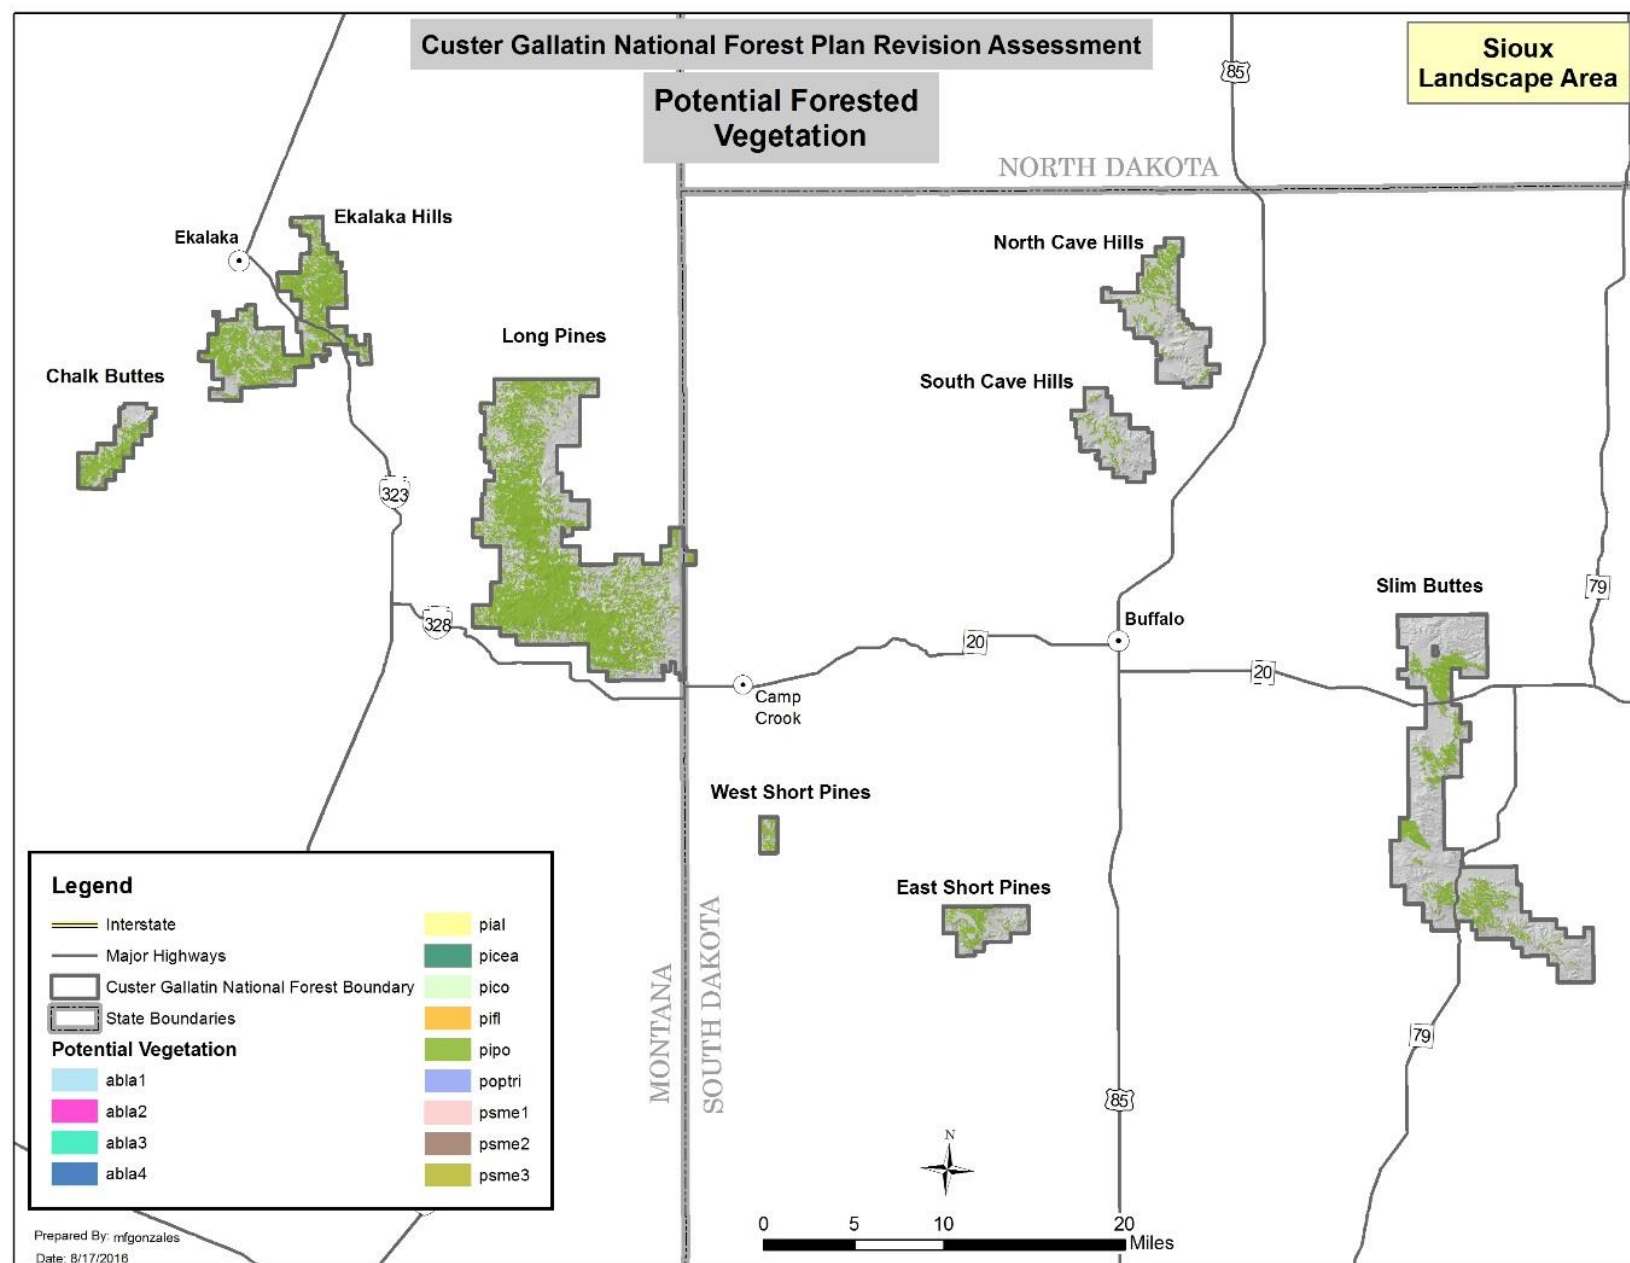 Custer Gallatin National Forest Plan Revision Assessment
Potential Forested
Vegetation
Sioux
Landscape Area
85
NORTH DAKOTA
Ekalaka Hills
Ekalaka
North Cave Hills
Long Pines
Chalk Buttes
South Cave Hills
323
Slim Buttes
79
328
Buffalo
20
20
Camp
Crook
West Short Pines
East Short Pines
MONTANA
SOUTH DAKOTA
79
85
Legend
Interstate
Major Highways
Custer Gallatin National Forest Boundary
State Boundaries
Potential Vegetation
abla1
abla2
abla3
abla4
pial
picea
pico
pifl
pipo
poptri
psme1
psme2
psme3
N
0 5 10 20
Miles
Prepared By: mfgonzales
Date: 8/17/2016